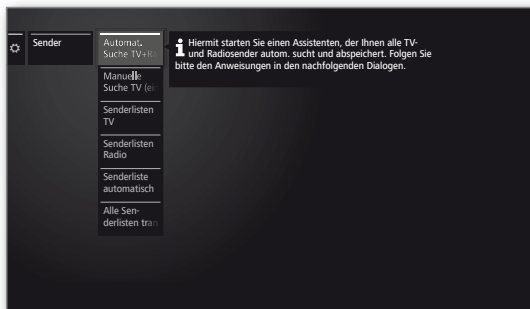 Sender
Automat.
Suche TV+Ra
Manuelle
Suche TV (ei
Senderlisten
TV
Senderlisten
Radio
Senderliste
automatisch
Alle Sen-
derlisten tran
i Hiermit starten Sie einen Assistenten, der Ihnen alle TV-
und Radiosender autom. sucht und abspeichert. Folgen Sie
bitte den Anweisungen in den nachfolgenden Dialogen.